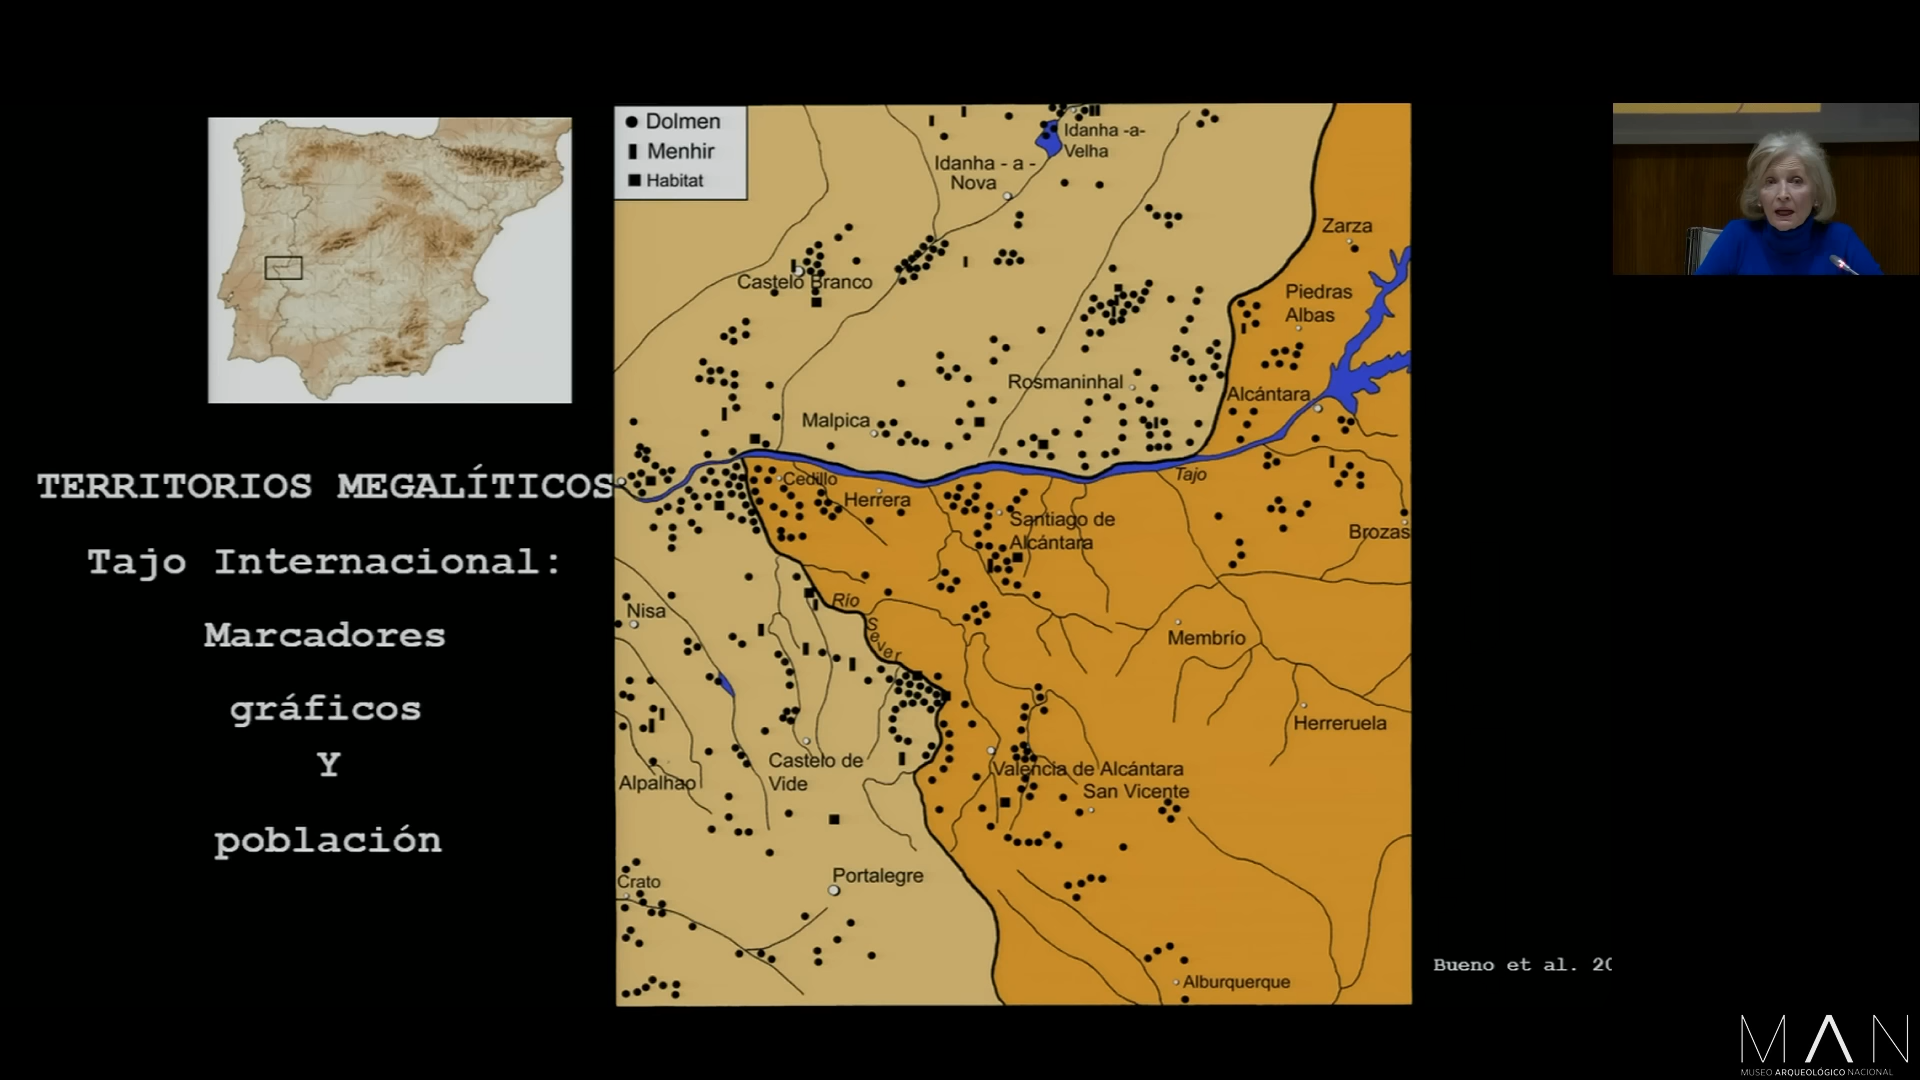 TERRITORIOS MEGALÍTICOS
Tajo Internacional:
Marcadores
gráficos
Y
población
Dolmen
Menhir
Habitat
Idanha -a-
Velha
Idanha - a -
Nova
Zarza
Castelo Branco
Piedras
Albas
Rosmaninhal
Alcántara
Malpica
Tajo
Cedillo
Herrera
Santiago de
Alcántara
Brozas
Nisa
Río
Sever
Membrío
Herreruela
Castelo de
Vide
Alpalhao
Valencia de Alcántara
San Vicente
Portalegre
Crato
Alburquerque
Bueno et al. 20
MAN
MUSEO ARQUEOLÓGICO NACIONAL